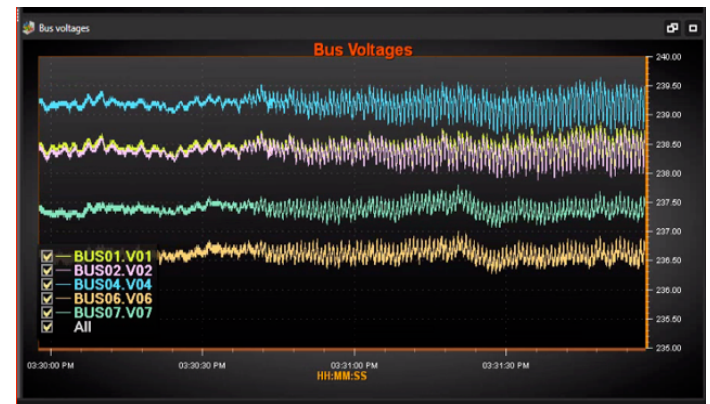 Bus voltages
Bus Voltages
240.00
239.50
239.00
238.50
238.00
237.50
237.00
236.50
236.00
235.50
235.00
BUS01.V01
BUS02.V02
BUS04.V04
BUS06.V06
BUS07.V07
All
03:30:00 PM 03:30:30 PM 03:31:00 PM 03:31:30 PM
HH:MM:SS